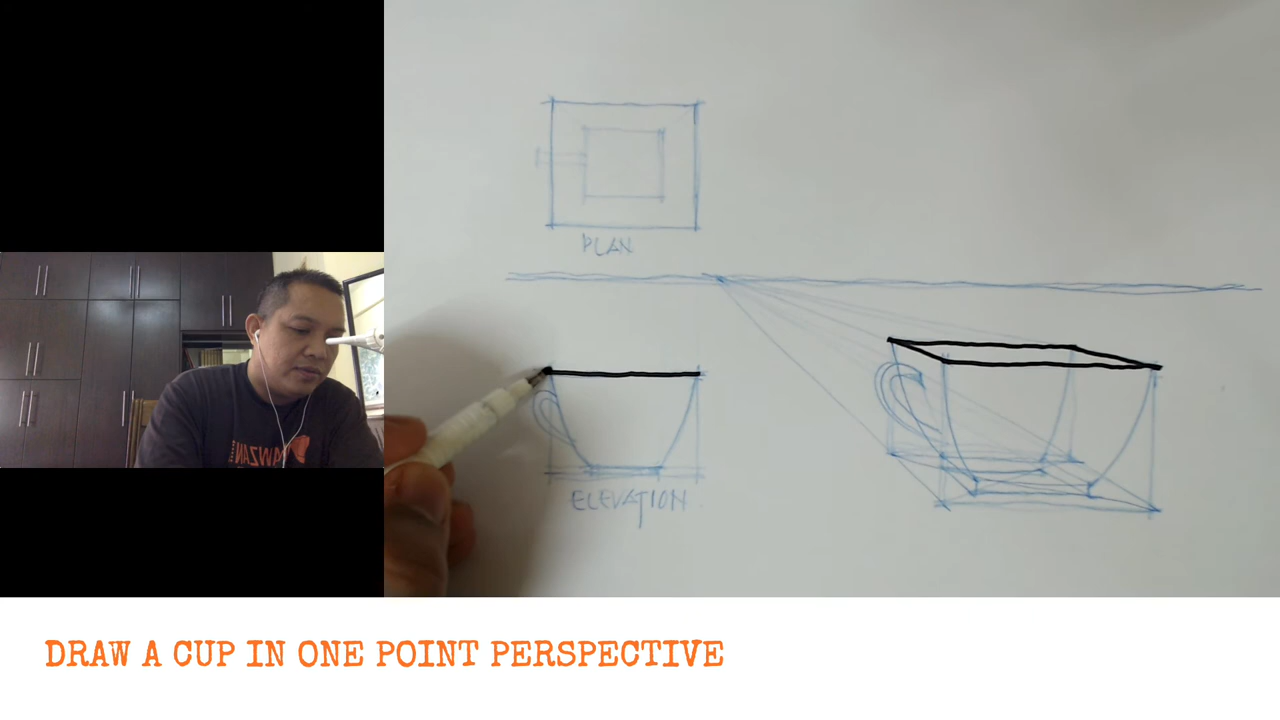 PLAN
ELEVATION
DRAW A CUP IN ONE POINT PERSPECTIVE